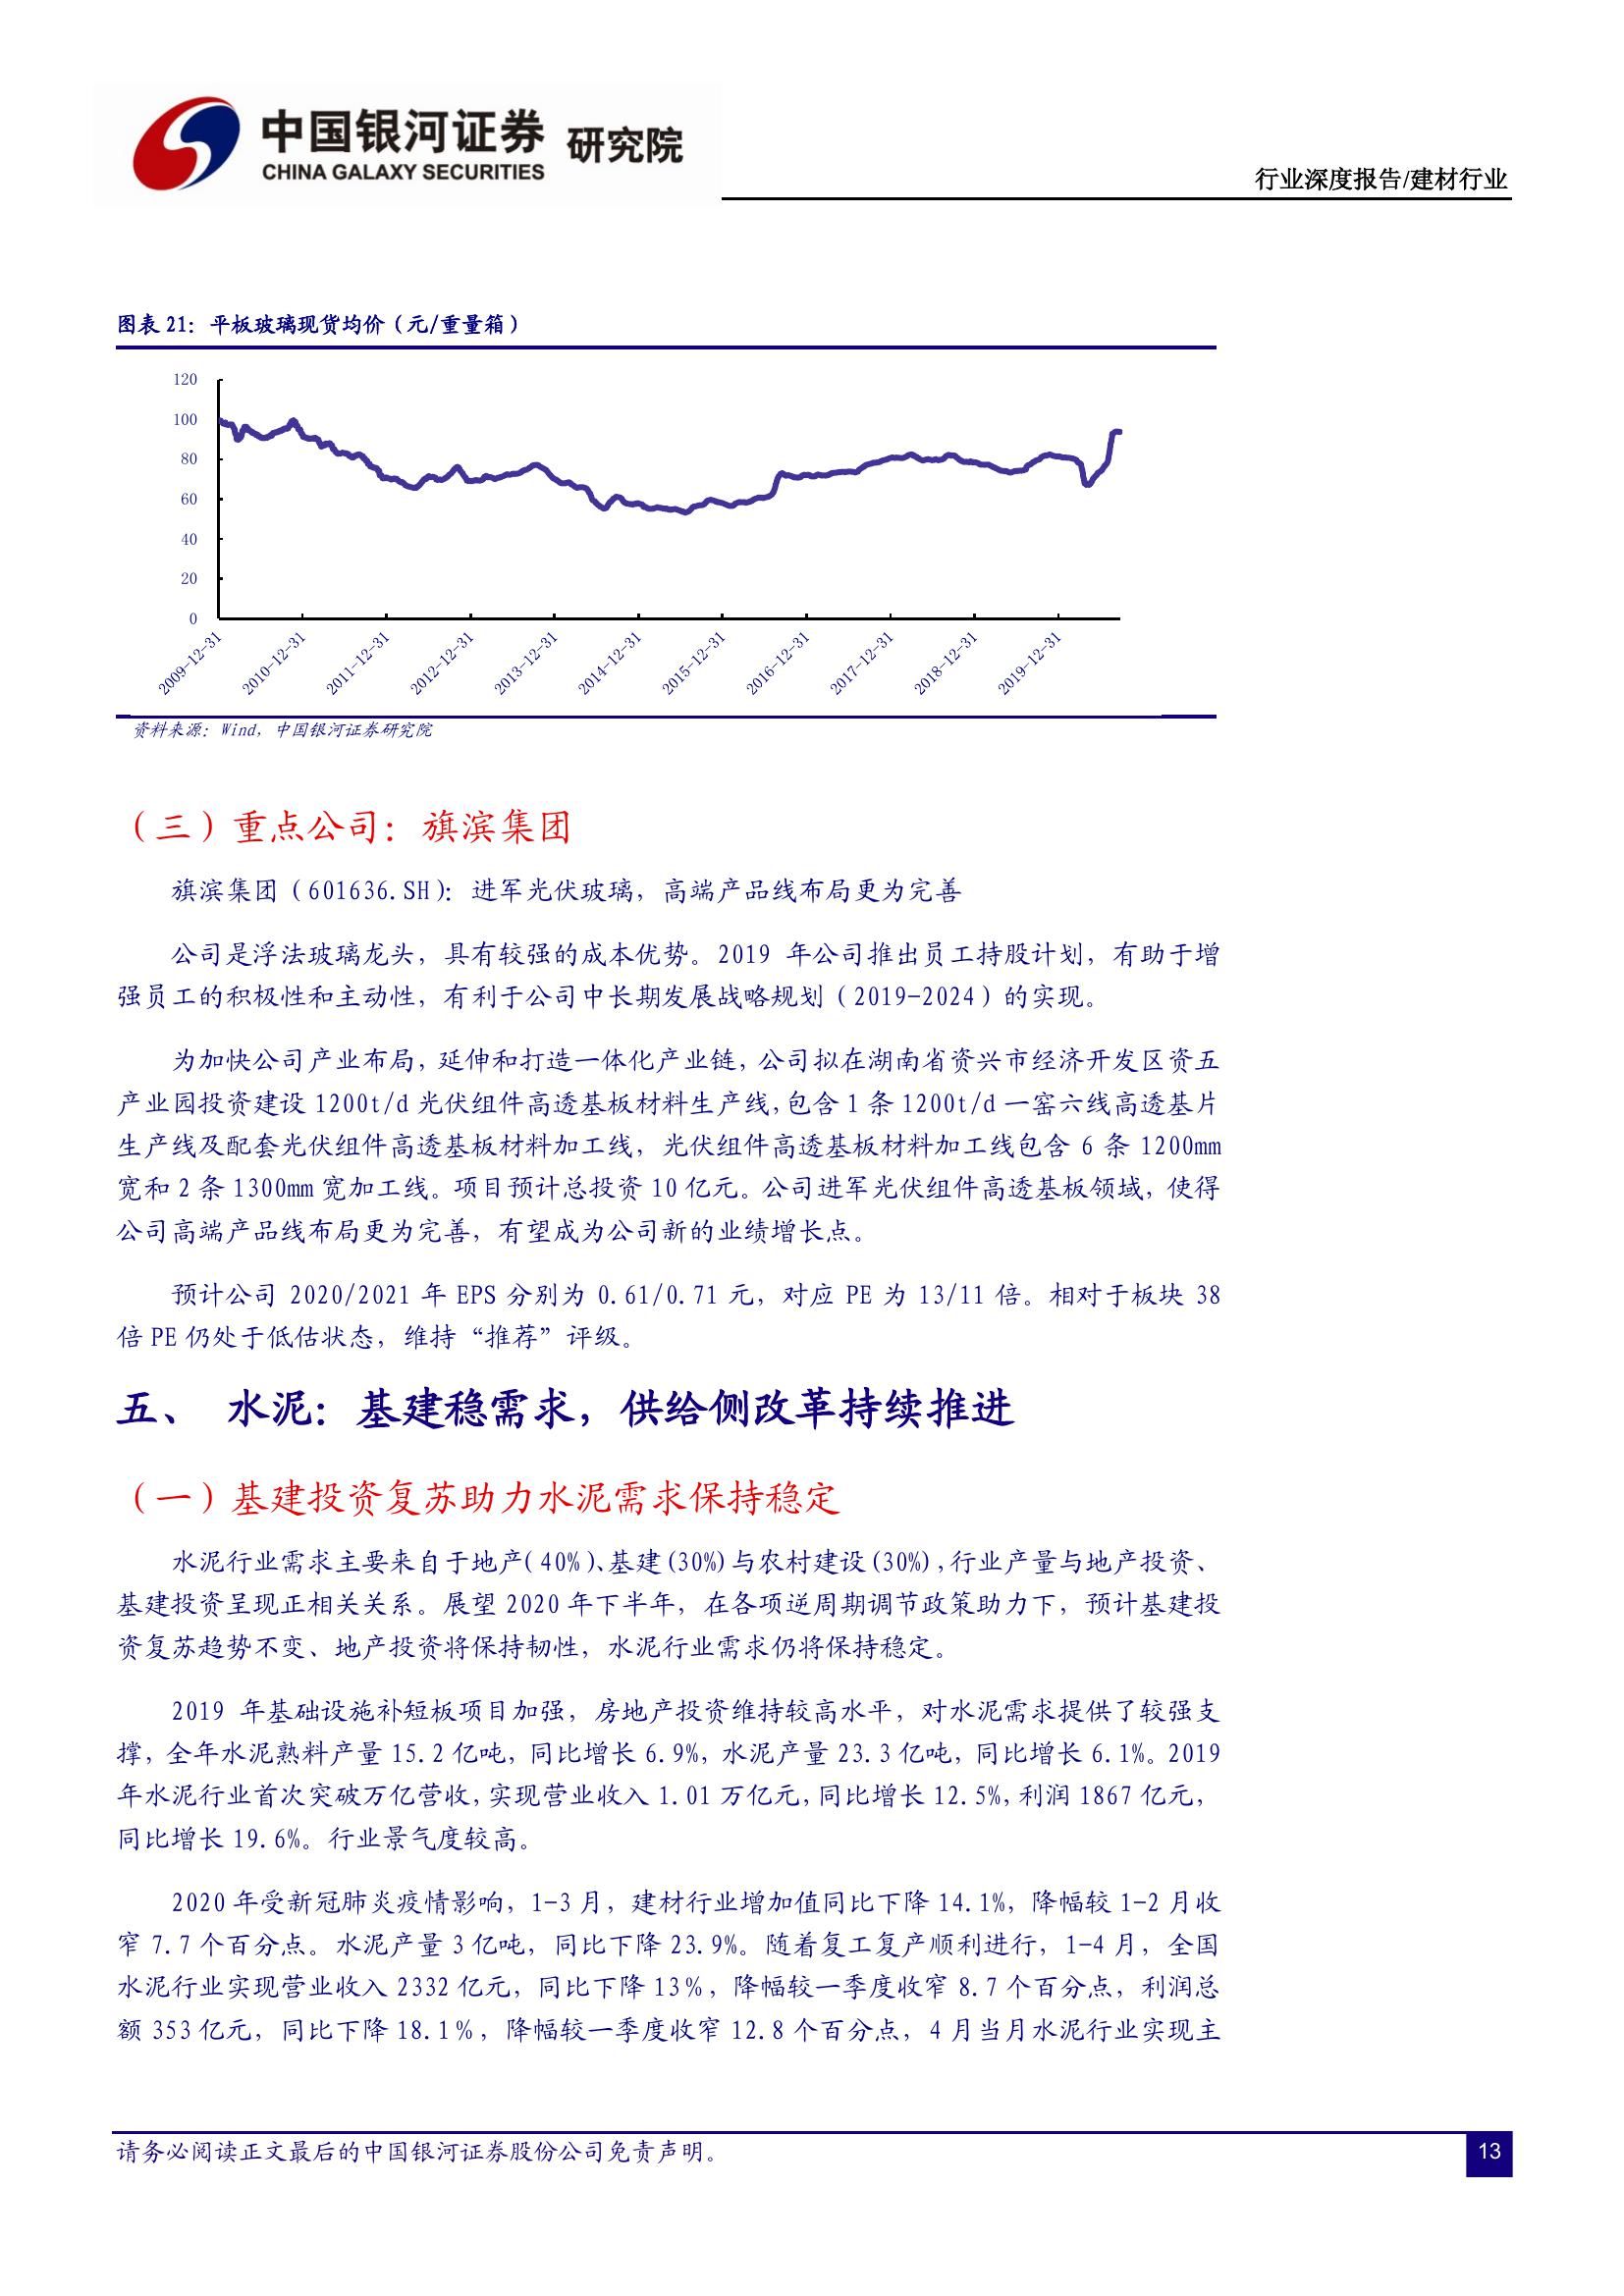 中国银河证券 研究院
CHINA GALAXY SECURITIES
行业深度报告/建材行业
图表 21：平板玻璃现货均价（元/重量箱）
120
100
80
60
40
20
0
2009-12-31
2010-12-31
2011-12-31
2012-12-31
2013-12-31
2014-12-31
2015-12-31
2016-12-31
2017-12-31
2018-12-31
2019-12-31
资料来源：Wind，中国银河证券研究院
（三）重点公司：旗滨集团
旗滨集团（601636.SH）：进军光伏玻璃，高端产品线布局更为完善
公司是浮法玻璃龙头，具有较强的成本优势。2019 年公司推出员工持股计划，有助于增
强员工的积极性和主动性，有利于公司中长期发展战略规划（2019-2024）的实现。
为加快公司产业布局，延伸和打造一体化产业链，公司拟在湖南省资兴市经济开发区资五
产业园投资建设 1200t/d 光伏组件高透基板材料生产线，包含 1 条 1200t/d 一窑六线高透基片
生产线及配套光伏组件高透基板材料加工线，光伏组件高透基板材料加工线包含 6 条 1200mm
宽和 2 条 1300mm 宽加工线。项目预计总投资 10 亿元。公司进军光伏组件高透基板领域，使得
公司高端产品线布局更为完善，有望成为公司新的业绩增长点。
预计公司 2020/2021 年 EPS 分别为 0.61/0.71 元，对应 PE 为 13/11 倍。相对于板块 38
倍 PE 仍处于低估状态，维持“推荐”评级。
五、 水泥：基建稳需求，供给侧改革持续推进
（一）基建投资复苏助力水泥需求保持稳定
水泥行业需求主要来自于地产(40%)、基建(30%)与农村建设(30%)，行业产量与地产投资、
基建投资呈现正相关关系。展望 2020 年下半年，在各项逆周期调节政策助力下，预计基建投
资复苏趋势不变、地产投资将保持韧性，水泥行业需求仍将保持稳定。
2019 年基础设施补短板项目加强，房地产投资维持较高水平，对水泥需求提供了较强支
撑，全年水泥熟料产量 15.2 亿吨，同比增长 6.9%，水泥产量 23.3 亿吨，同比增长 6.1%。2019
年水泥行业首次突破万亿营收，实现营业收入 1.01 万亿元，同比增长 12.5%，利润 1867 亿元，
同比增长 19.6%。行业景气度较高。
2020 年受新冠肺炎疫情影响，1-3 月，建材行业增加值同比下降 14.1%，降幅较 1-2 月收
窄 7.7 个百分点。水泥产量 3 亿吨，同比下降 23.9%。随着复工复产顺利进行，1-4 月，全国
水泥行业实现营业收入 2332 亿元，同比下降 13%，降幅较一季度收窄 8.7 个百分点，利润总
额 353 亿元，同比下降 18.1%，降幅较一季度收窄 12.8 个百分点，4 月当月水泥行业实现主
请务必阅读正文最后的中国银河证券股份公司免责声明。
13